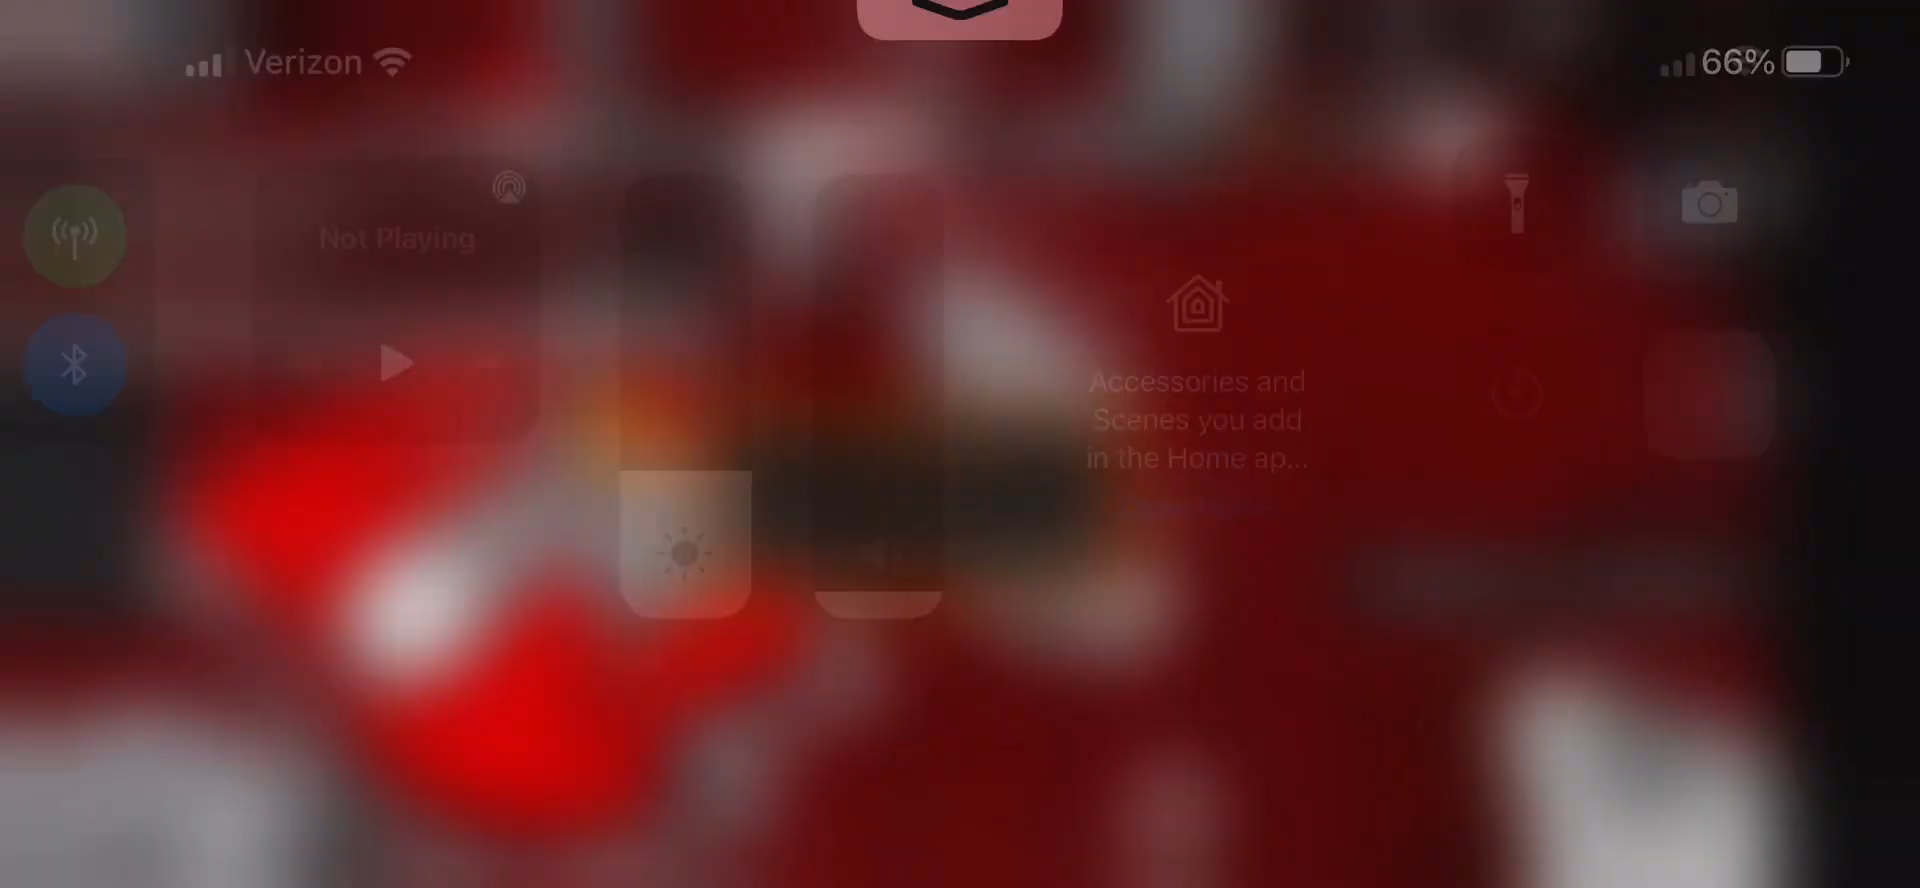 Verizon
66%
Not Playing
Accessories and
Scenes you add
in the Home ap...